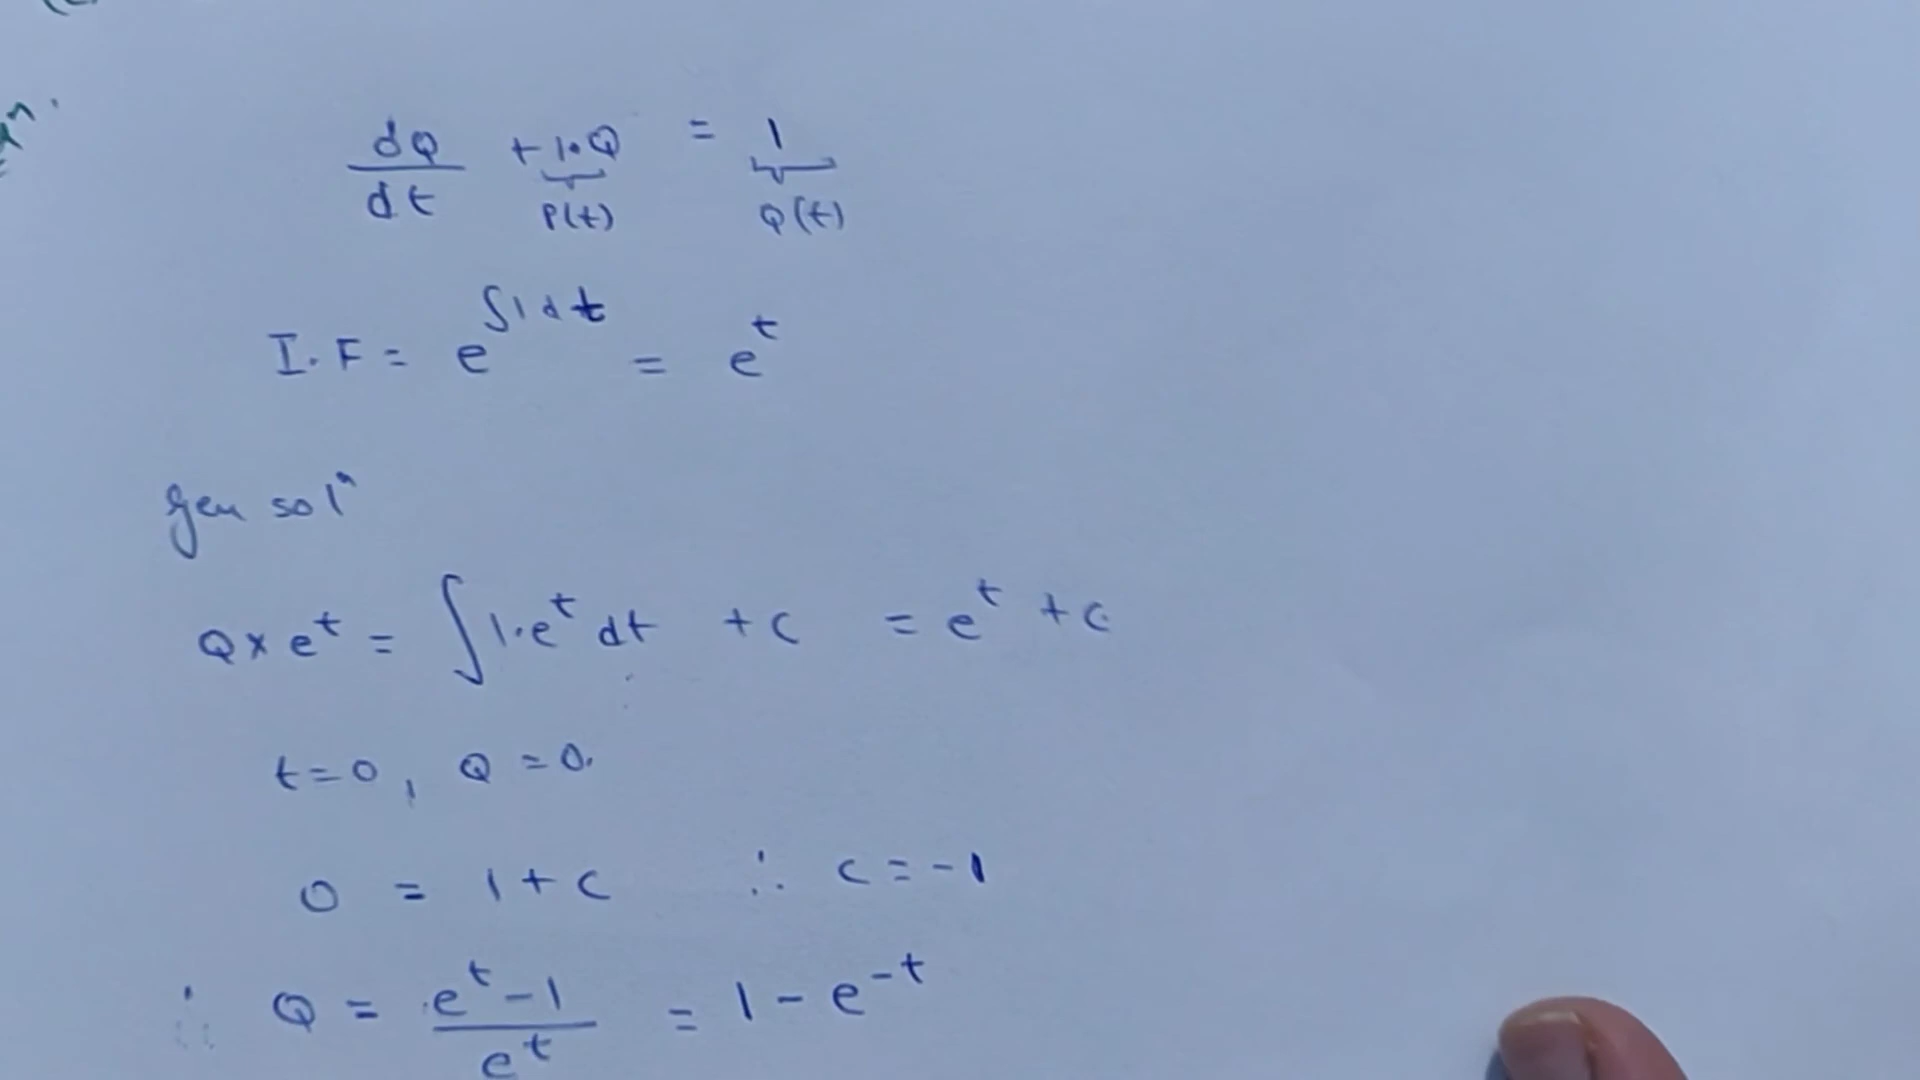 dQ/dt + 1·Q = 1
P(t) Q(t)
I.F = e^∫1dt = e^t
Gen solⁿ
Q × e^t = ∫1·e^t dt + c = e^t + c
t=0, Q=0.
0 = 1+c ∴ c = -1
∴ Q = e^t-1/e^t = 1 - e^-t